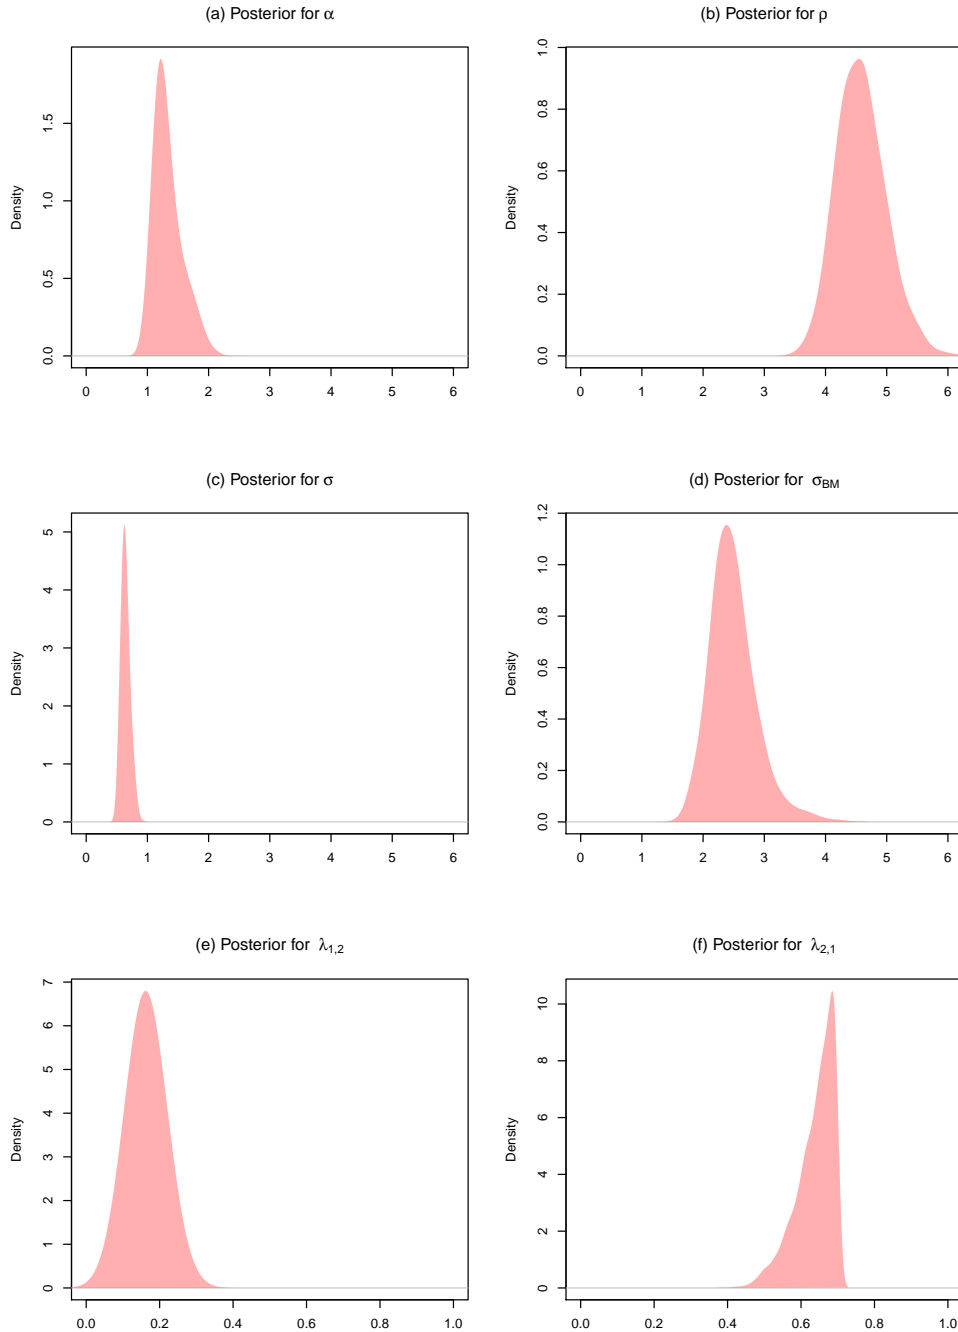 (a) Posterior for α
Density
0.0 0.5 1.0 1.5
0 1 2 3 4 5 6
(b) Posterior for ρ
Density
0.0 0.2 0.4 0.6 0.8 1.0
0 1 2 3 4 5 6
(c) Posterior for σ
Density
0 1 2 3 4 5
0 1 2 3 4 5 6
(d) Posterior for σBM
Density
0.0 0.2 0.4 0.6 0.8 1.0 1.2
0 1 2 3 4 5 6
(e) Posterior for λ1,2
Density
0 1 2 3 4 5 6 7
0.0 0.2 0.4 0.6 0.8 1.0
(f) Posterior for λ2,1
Density
0 2 4 6 8 10
0.0 0.2 0.4 0.6 0.8 1.0